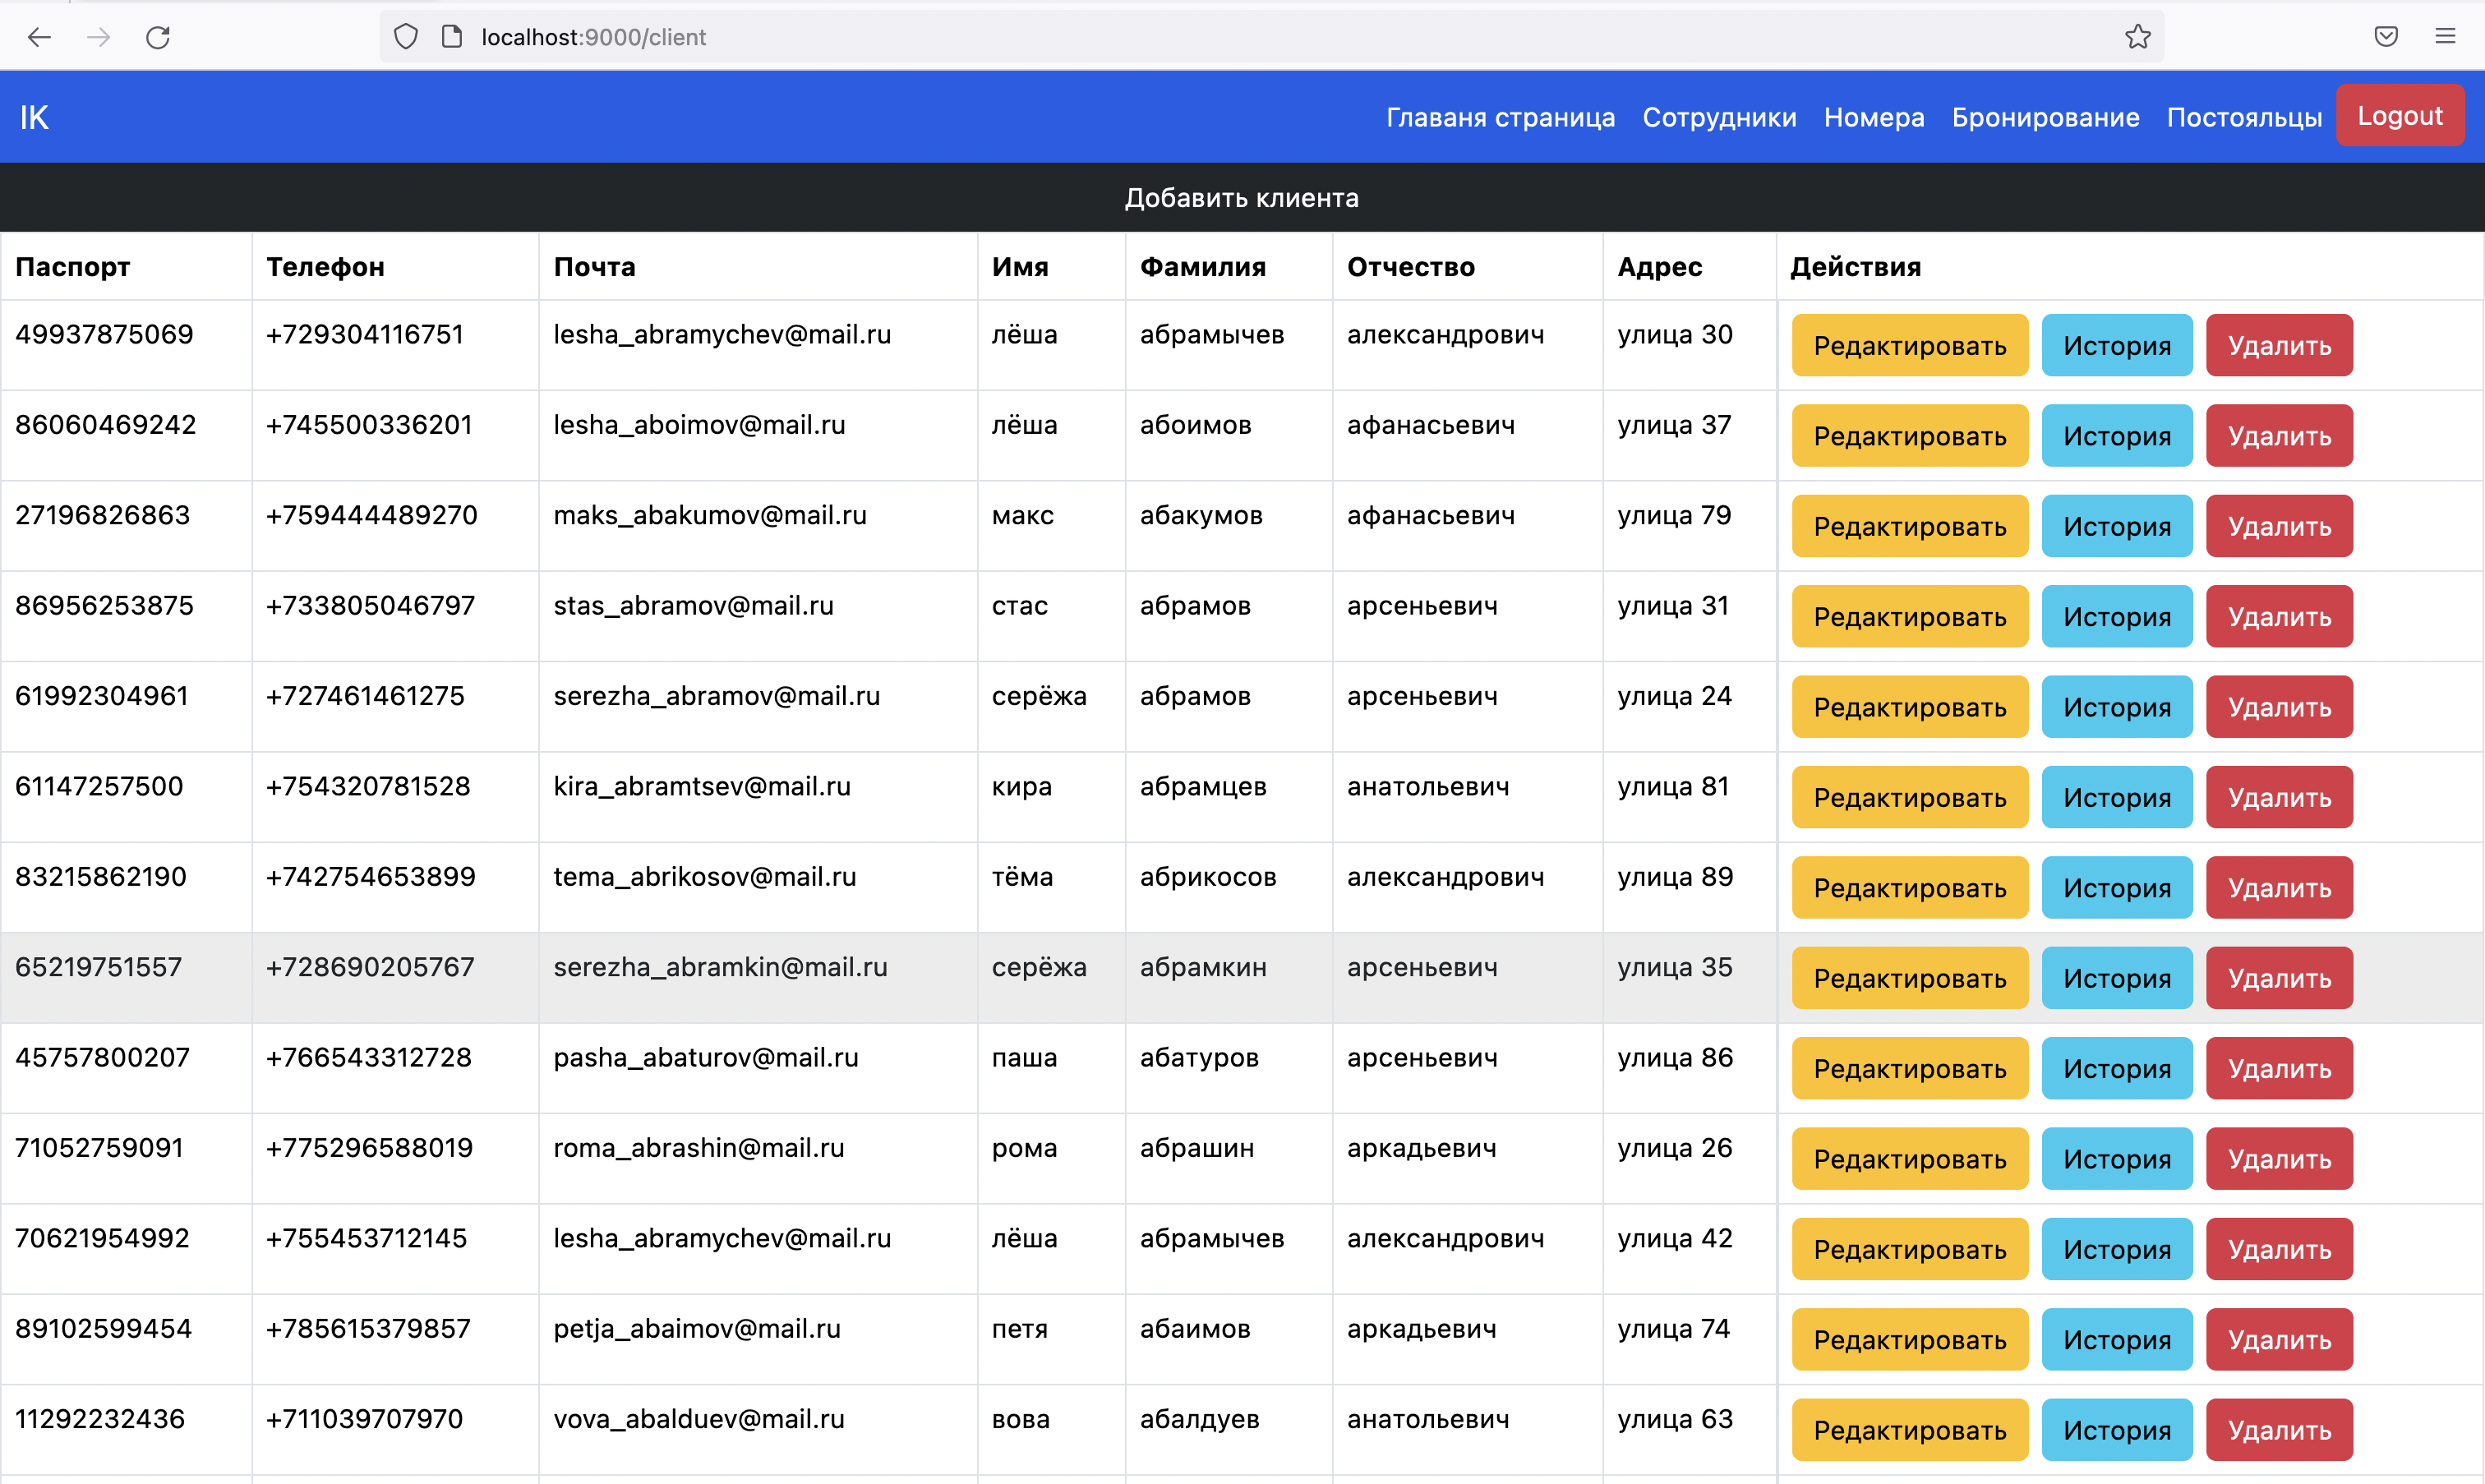 localhost:9000/client
IK Главаня страница Сотрудники Номера Бронирование Постояльцы Logout
Добавить клиента
Паспорт Телефон Почта Имя Фамилия Отчество Адрес Действия
49937875069 +729304116751 lesha_abramychev@mail.ru лёша абрамычев александрович улица 30 Редактировать История Удалить
86060469242 +745500336201 lesha_aboimov@mail.ru лёша абоимов афанасьевич улица 37 Редактировать История Удалить
27196826863 +759444489270 maks_abakumov@mail.ru макс абакумов афанасьевич улица 79 Редактировать История Удалить
86956253875 +733805046797 stas_abramov@mail.ru стас абрамов арсеньевич улица 31 Редактировать История Удалить
61992304961 +727461461275 serezha_abramov@mail.ru серёжа абрамов арсеньевич улица 24 Редактировать История Удалить
61147257500 +754320781528 kira_abramtsev@mail.ru кира абрамцев анатольевич улица 81 Редактировать История Удалить
83215862190 +742754653899 tema_abrikosov@mail.ru тёма абрикосов александрович улица 89 Редактировать История Удалить
65219751557 +728690205767 serezha_abramkin@mail.ru серёжа абрамкин арсеньевич улица 35 Редактировать История Удалить
45757800207 +766543312728 pasha_abaturov@mail.ru паша абатуров арсеньевич улица 86 Редактировать История Удалить
71052759091 +775296588019 roma_abrashin@mail.ru рома абрашин аркадьевич улица 26 Редактировать История Удалить
70621954992 +755453712145 lesha_abramychev@mail.ru лёша абрамычев александрович улица 42 Редактировать История Удалить
89102599454 +785615379857 petja_abaimov@mail.ru петя абаимов аркадьевич улица 74 Редактировать История Удалить
11292232436 +711039707970 vova_abalduev@mail.ru вова абалдуев анатольевич улица 63 Редактировать История Удалить